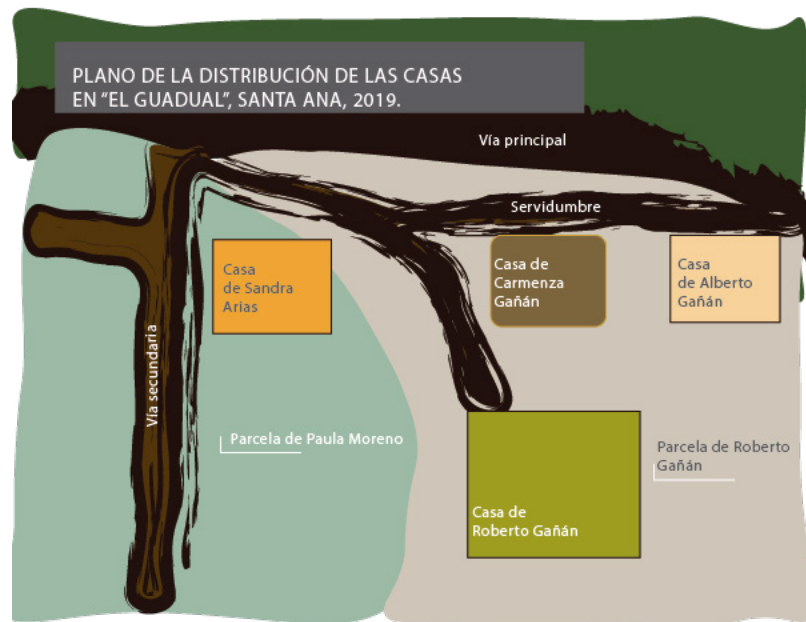 PLANO DE LA DISTRIBUCIÓN DE LAS CASAS
EN “EL GUADUAL”, SANTA ANA, 2019.
Vía principal
Servidumbre
Casa
de Sandra
Arias
Casa de
Carmenza
Gañán
Casa
de Alberto
Gañán
Vía secundaria
Parcela de Paula Moreno
Parcela de Roberto
Gañán
Casa de
Roberto Gañán